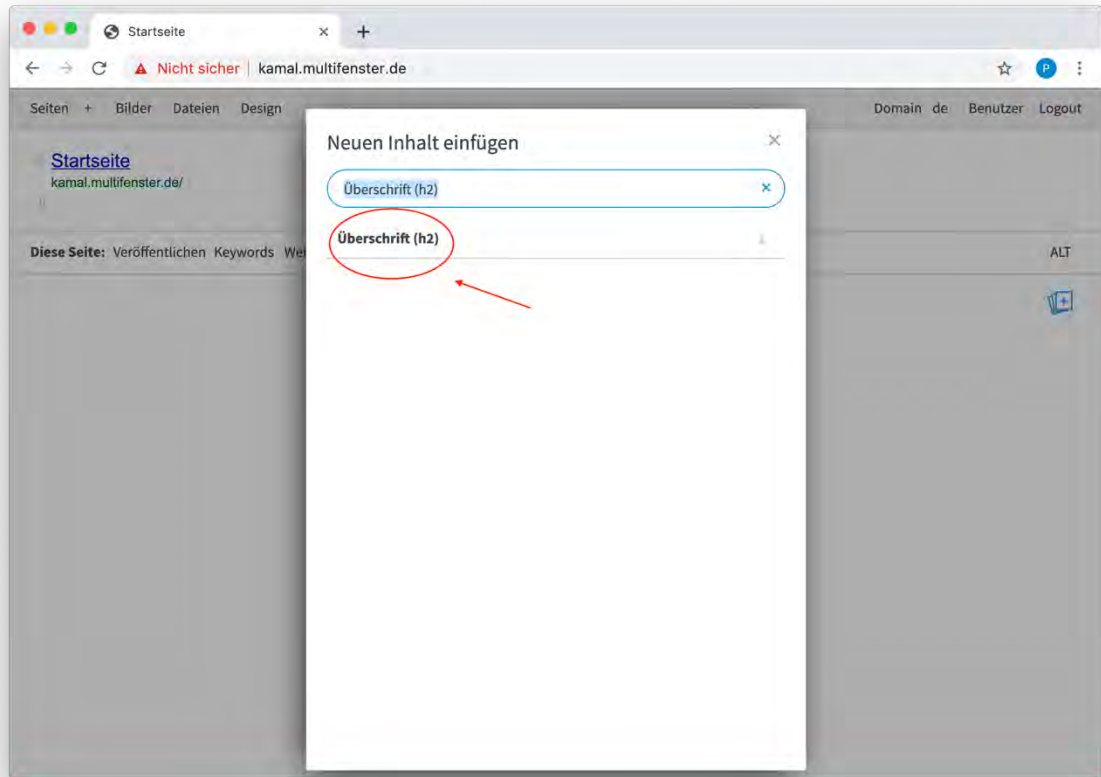 Startseite
Nicht sicher kamal.multifenster.de
P
Seiten + Bilder Dateien Design
Domain de Benutzer Logout
Startseite
kamal.multifenster.de/
Neuen Inhalt einfügen
Überschrift (h2)
Überschrift (h2)
Diese Seite: Veröffentlichen Keywords
ALT